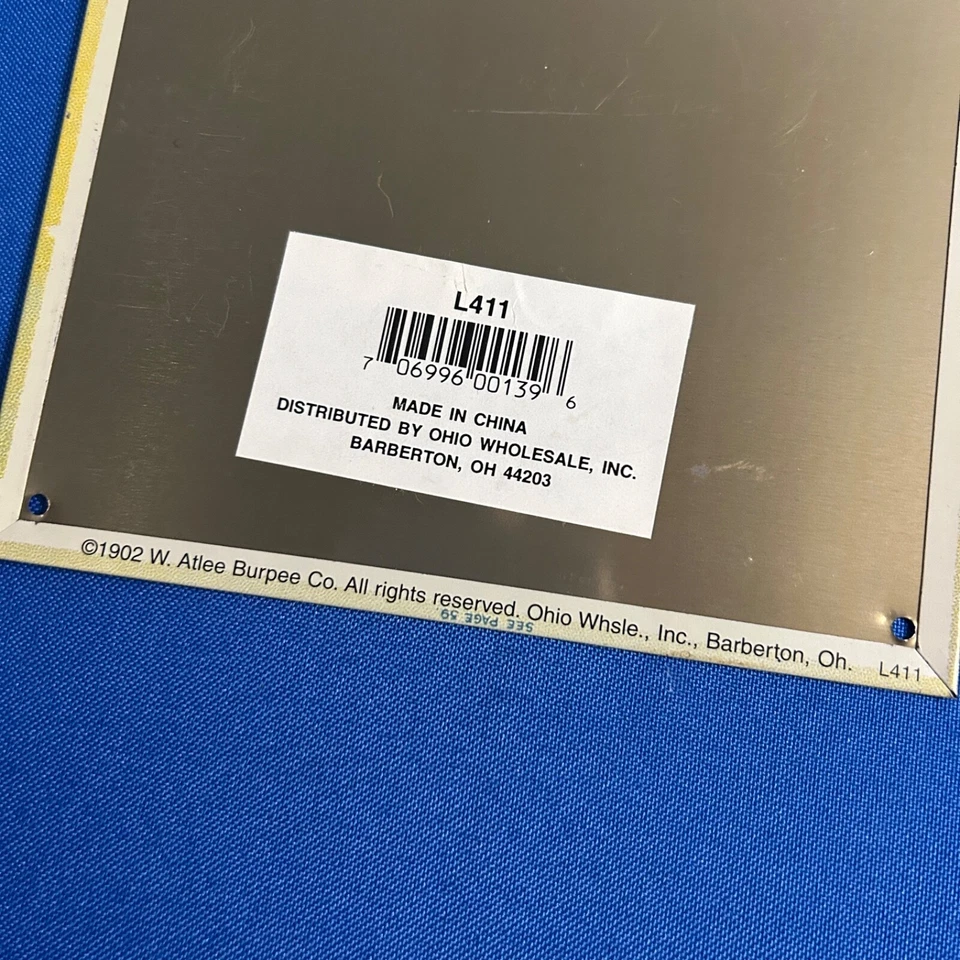 L411
7 06996 00139 6
MADE IN CHINA
DISTRIBUTED BY OHIO WHOLESALE, INC.
BARBERTON, OH 44203
©1902 W. Atlee Burpee Co. All rights reserved. Ohio Whsle., Inc., Barberton, Oh. L411
SEE PAGE 59.